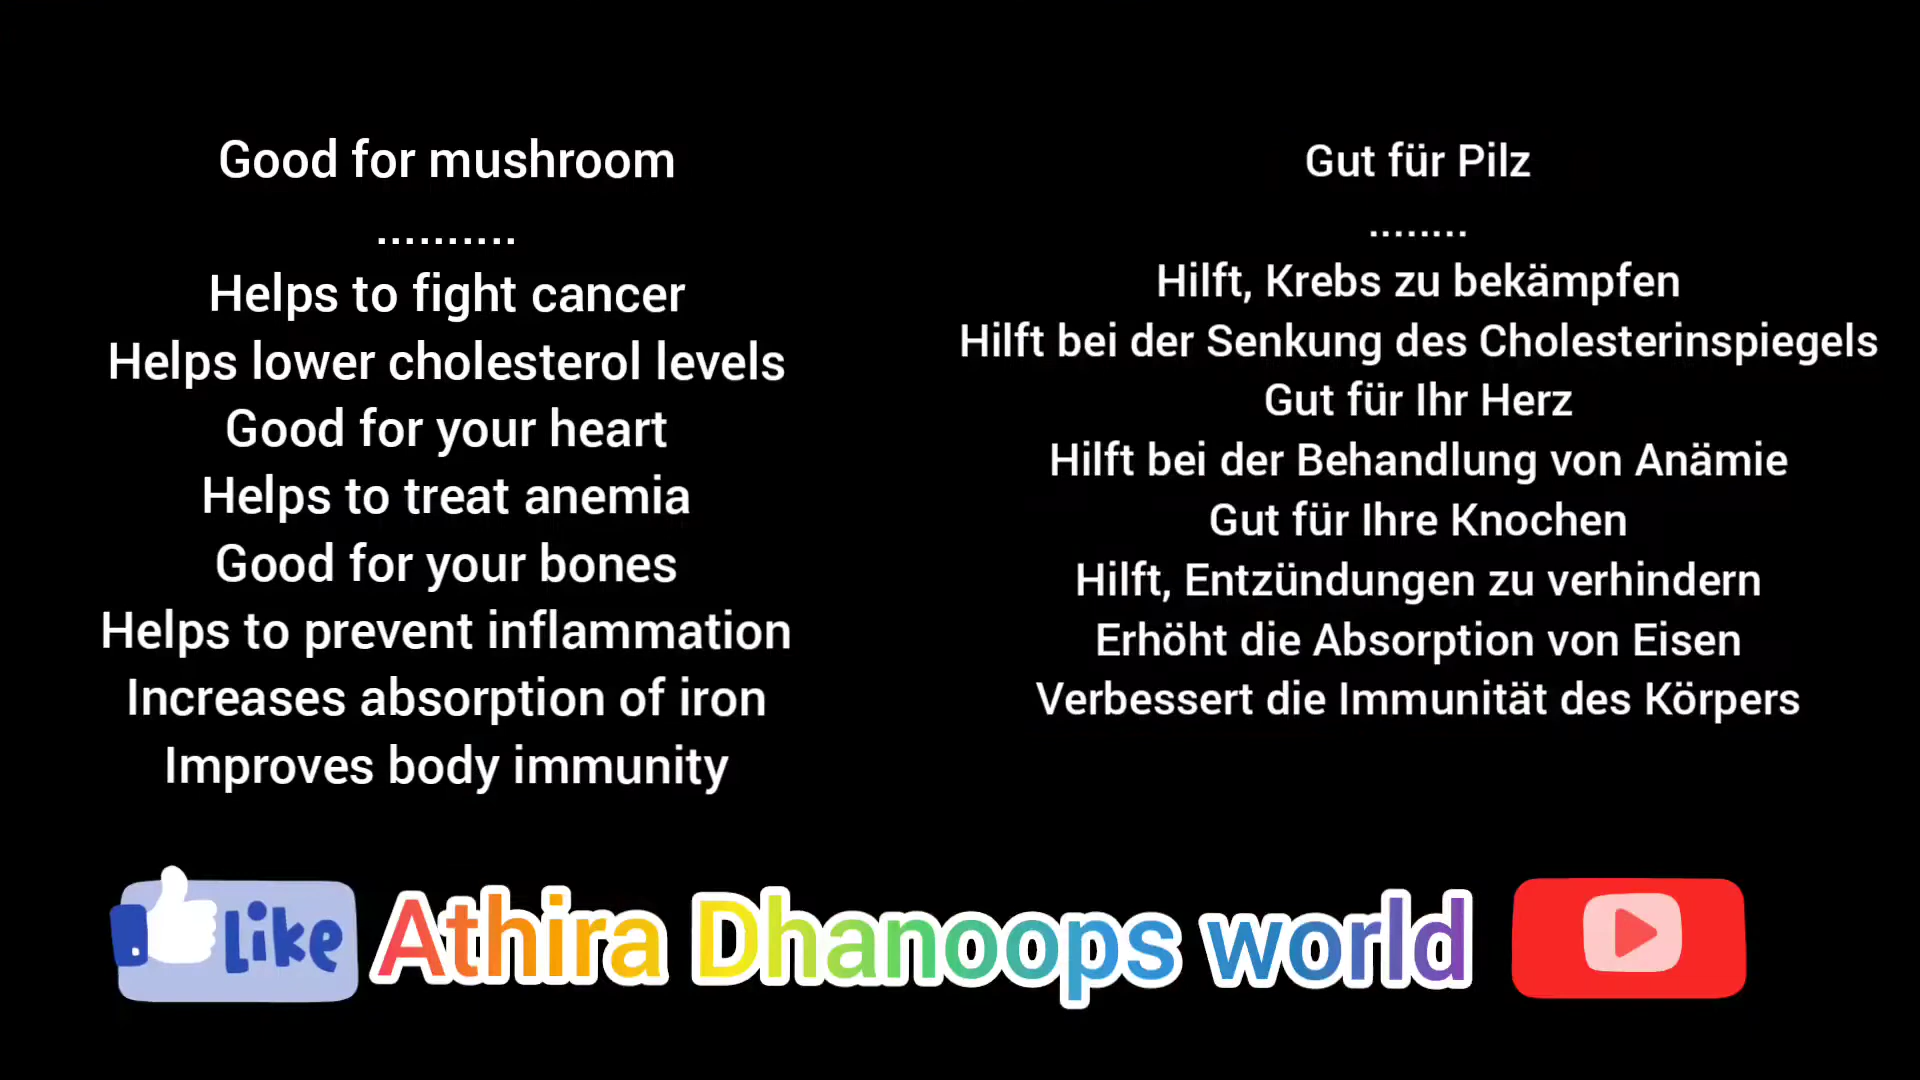 Good for mushroom
..........
Helps to fight cancer
Helps lower cholesterol levels
Good for your heart
Helps to treat anemia
Good for your bones
Helps to prevent inflammation
Increases absorption of iron
Improves body immunity
Gut für Pilz
........
Hilft, Krebs zu bekämpfen
Hilft bei der Senkung des Cholesterinspiegels
Gut für Ihr Herz
Hilft bei der Behandlung von Anämie
Gut für Ihre Knochen
Hilft, Entzündungen zu verhindern
Erhöht die Absorption von Eisen
Verbessert die Immunität des Körpers
Like
Athira Dhanoops world